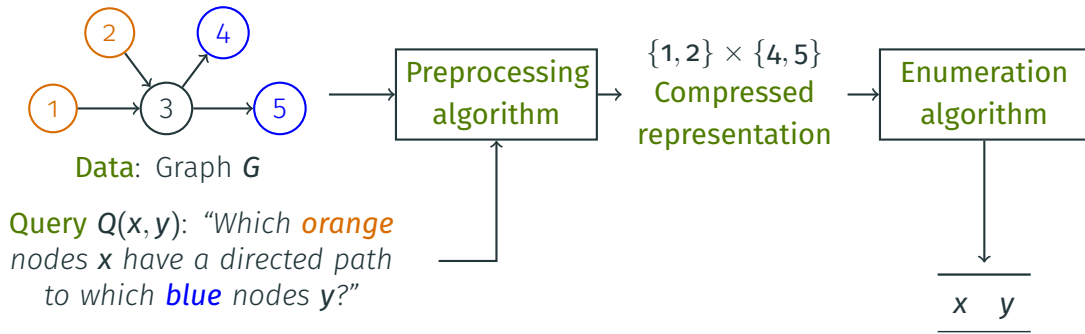 2
4
1
3
5
Data: Graph G
Query Q(x, y): “Which orange
nodes x have a directed path
to which blue nodes y?”
Preprocessing
algorithm
{1, 2} × {4, 5}
Compressed
representation
Enumeration
algorithm
x y